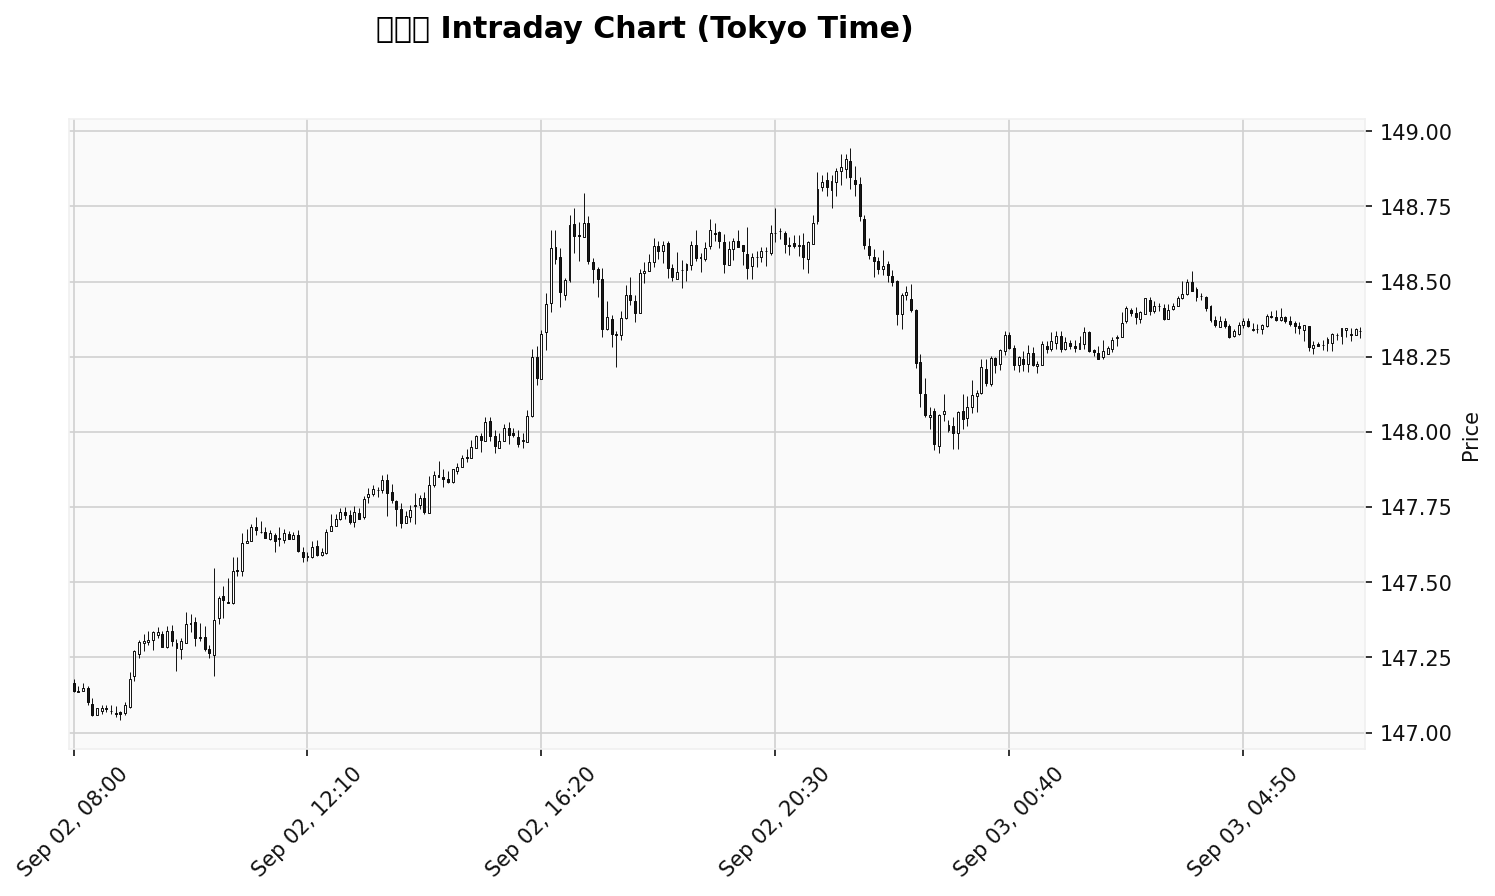 Intraday Chart (Tokyo Time)
149.00
148.75
148.50
148.25
148.00
147.75
147.50
147.25
147.00
Price
Sep 02, 08:00
Sep 02, 12:10
Sep 02, 16:20
Sep 02, 20:30
Sep 03, 00:40
Sep 03, 04:50